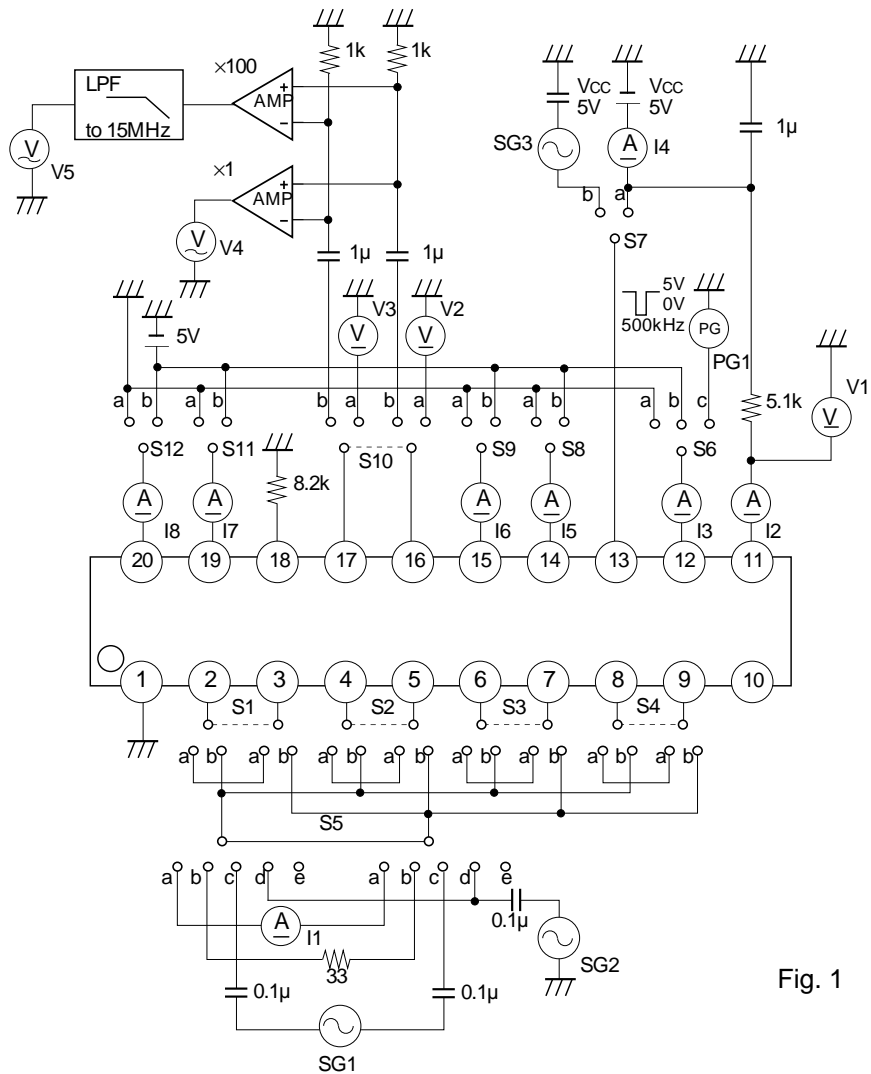 1k 1k
×100
LPF
to 15MHz
AMP
+
−
V
V5
×1
AMP
+
−
V
V4
1µ 1µ
VCC
5V
VCC
5V
SG3
A
I4
1µ
b a
S7
5V
V3 V2
V V
5V
0V
500kHz
PG
PG1
5.1k
V1
V
a b a b b a b a a b a b a b c
S12 S11 S10 S9 S8 S6
8.2k
A A A A A A
I8 I7 I6 I5 I3 I2
20 19 18 17 16 15 14 13 12 11
1 2 3 4 5 6 7 8 9 10
S1 S2 S3 S4
a b a b a b a b a b a b a b a b
S5
a b c d e a b c d e
A
I1
0.1µ
33
SG2
0.1µ 0.1µ
SG1
Fig. 1